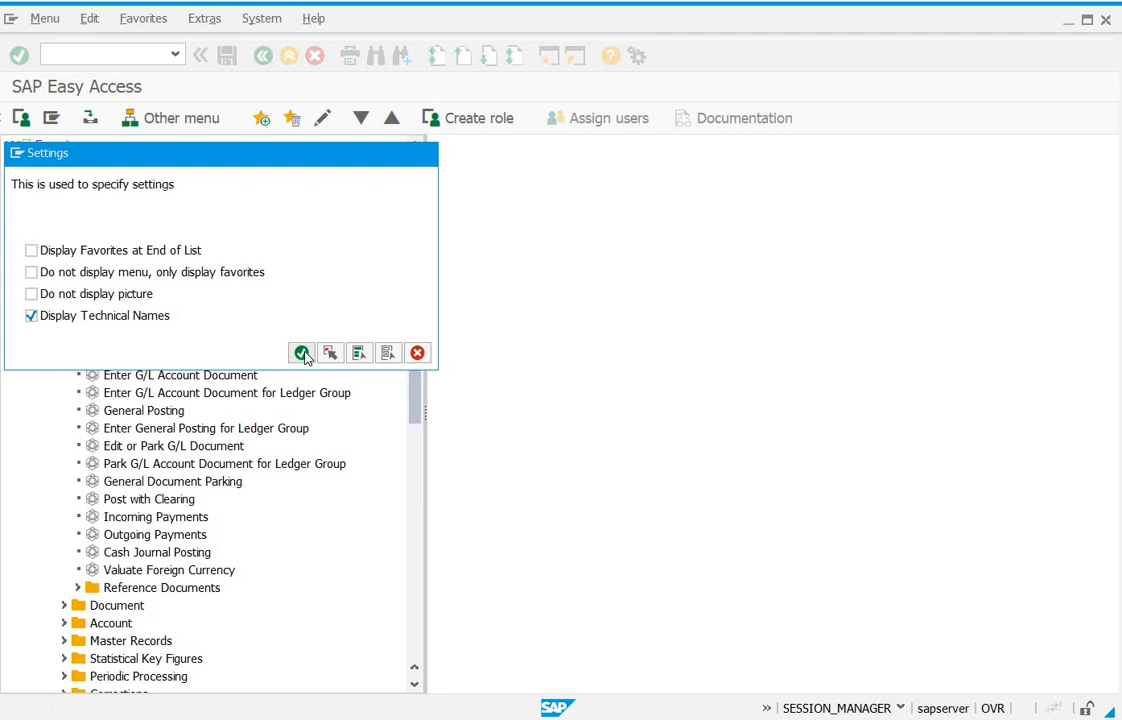 Menu Edit Favorites Extras System Help
SAP Easy Access
Other menu Create role Assign users Documentation
Settings
This is used to specify settings
Display Favorites at End of List
Do not display menu, only display favorites
Do not display picture
Display Technical Names
Enter G/L Account Document
Enter G/L Account Document for Ledger Group
General Posting
Enter General Posting for Ledger Group
Edit or Park G/L Document
Park G/L Account Document for Ledger Group
General Document Parking
Post with Clearing
Incoming Payments
Outgoing Payments
Cash Journal Posting
Valuate Foreign Currency
Reference Documents
Document
Account
Master Records
Statistical Key Figures
Periodic Processing
SAP SESSION_MANAGER sapserver OVR